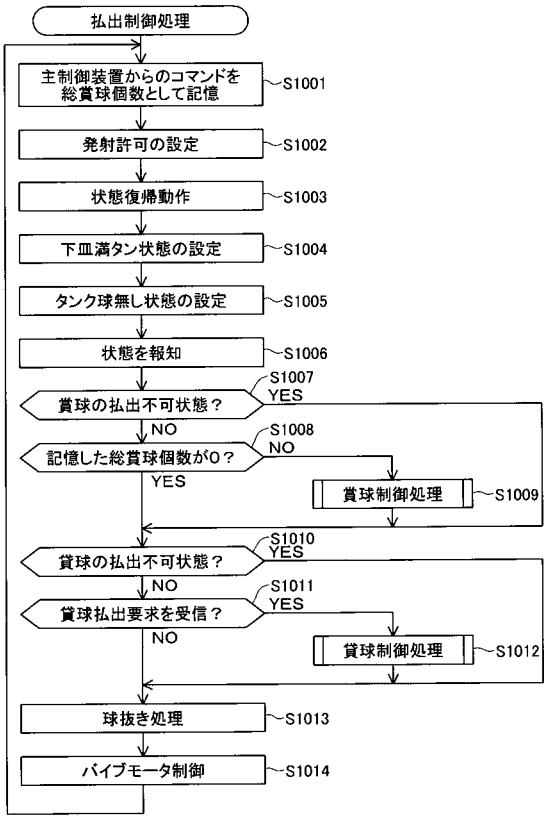 払出制御処理
主制御装置からのコマンドを
総賞球個数として記憶
S1001
発射許可の設定
S1002
状態復帰動作
S1003
下皿満タン状態の設定
S1004
タンク球無し状態の設定
S1005
状態を報知
S1006
S1007
賞球の払出不可状態？
YES
NO
S1008
記憶した総賞球個数が0？
NO
YES
賞球制御処理
S1009
S1010
貸球の払出不可状態？
YES
NO
S1011
貸球払出要求を受信？
YES
NO
貸球制御処理
S1012
球抜き処理
S1013
バイブモータ制御
S1014